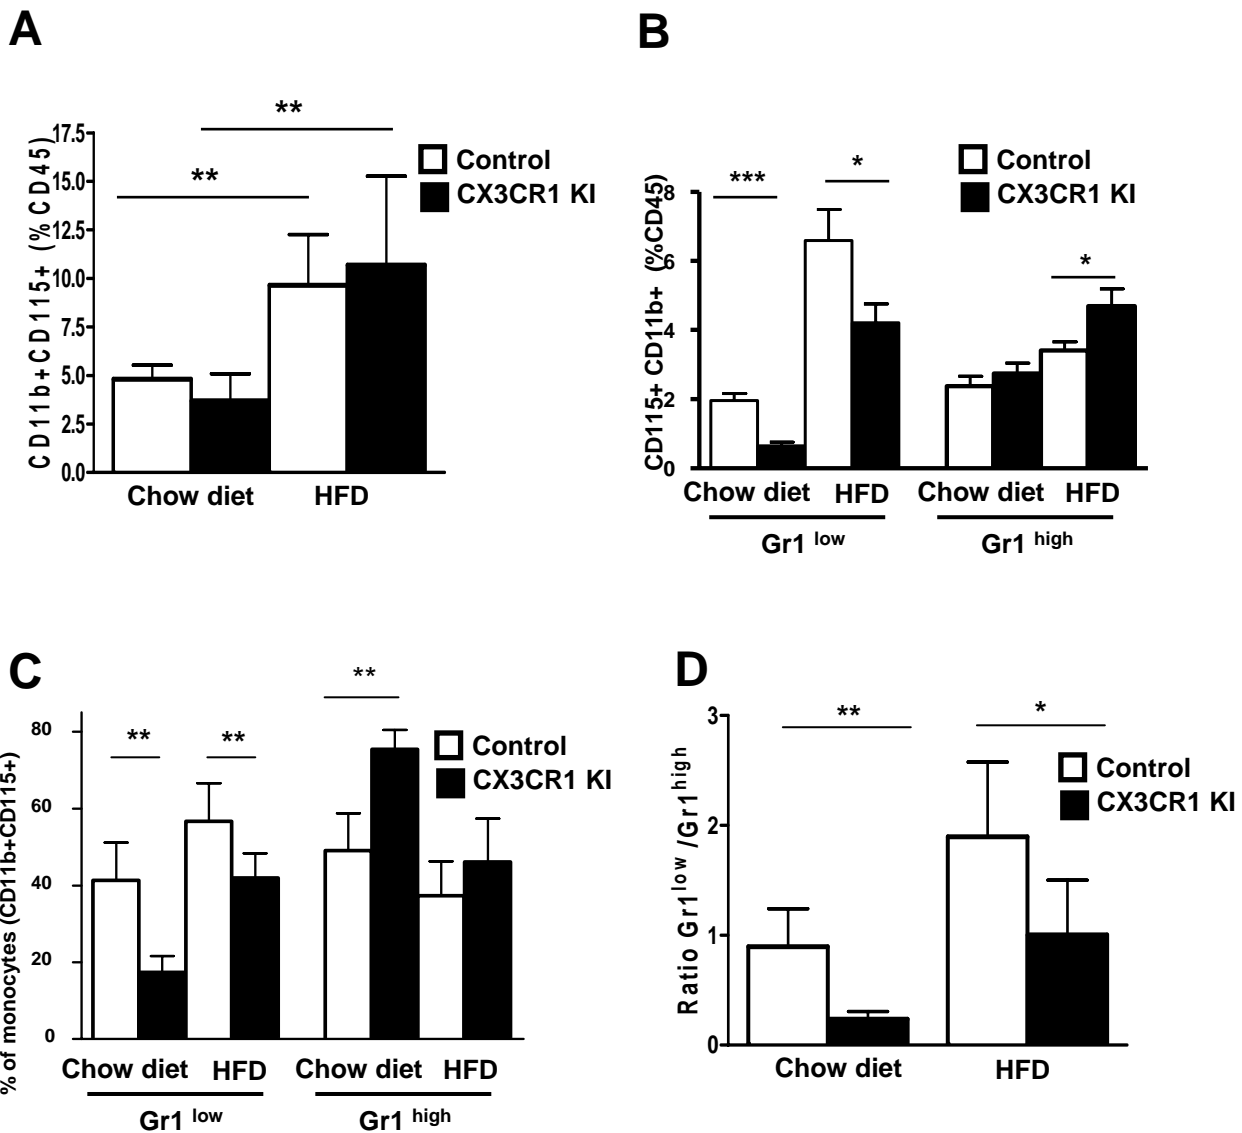 A
**
**
17.5
15.0
12.5
10.0
7.5
5.0
2.5
0.0
CD11b+CD115+ (%CD45)
Control
CX3CR1 KI
Chow diet HFD
B
***
*
*
8
6
4
2
0
CD115+ CD11b+ (%CD45)
Control
CX3CR1 KI
Chow diet HFD Chow diet HFD
Gr1 low Gr1 high
C
**
**
**
80
60
40
20
0
% of monocytes (CD11b+CD115+)
Control
CX3CR1 KI
Chow diet HFD Chow diet HFD
Gr1 low Gr1 high
D
**
*
3
2
1
0
Ratio Gr1low/Gr1high
Control
CX3CR1 KI
Chow diet HFD